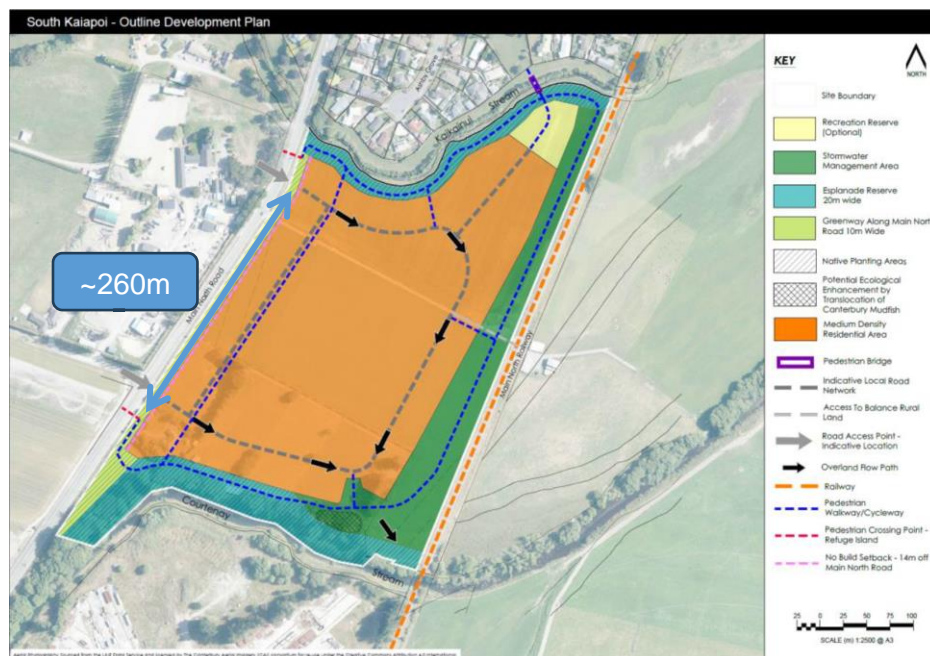 South Kaiapoi - Outline Development Plan
KEY
NORTH
Site Boundary
Recreation Reserve
(Optional)
Stormwater
Management Area
Esplanade Reserve
20m wide
Greenway Along Main Nort
Road 10m Wide
Native Planting Areas
Potential Ecological
Enhancement by
Translocation of
Canterbury Mudfish
Medium Density
Residential Area
Pedestrian Bridge
Indicative Local Road
Network
Access To Balance Rural
Land
Road Access Point -
Indicative Location
Overland Flow Path
Railway
Pedestrian
Walkway/Cycleway
Pedestrian Crossing Point -
Refuge Island
No Build Setback - 14m off
Main North Road
25 0 25 50 75 100
SCALE (m) 1:2500 @ A3
Kaikainui Stream
~260m
Main North Road
Main North Railway
Courtenay
Stream